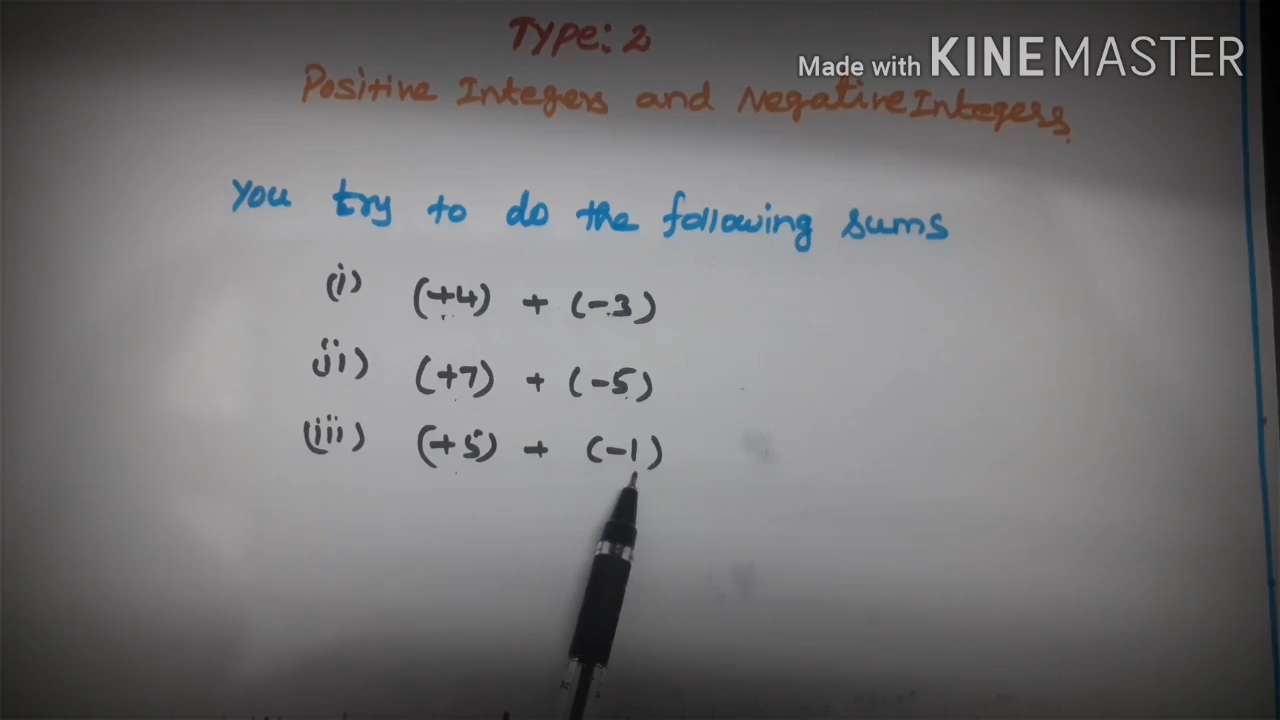 Type: 2
Made with KINEMASTER
Positive Integers and Negative Integers.
You try to do the following sums
(i) (+4) + (-3)
(ii) (+7) + (-5)
(iii) (+5) + (-1)